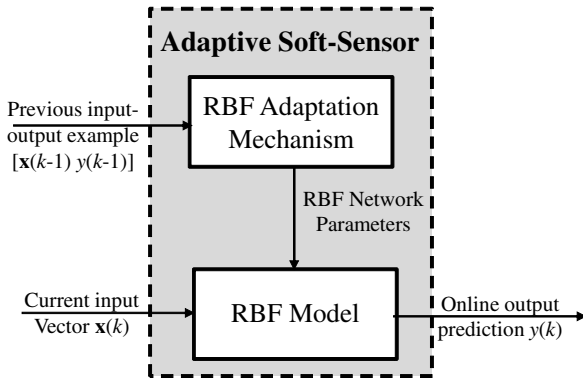 Adaptive Soft-Sensor
Previous input-
output example
[x(k-1) y(k-1)]
RBF Adaptation
Mechanism
RBF Network
Parameters
Current input
Vector x(k)
RBF Model
Online output
prediction y(k)